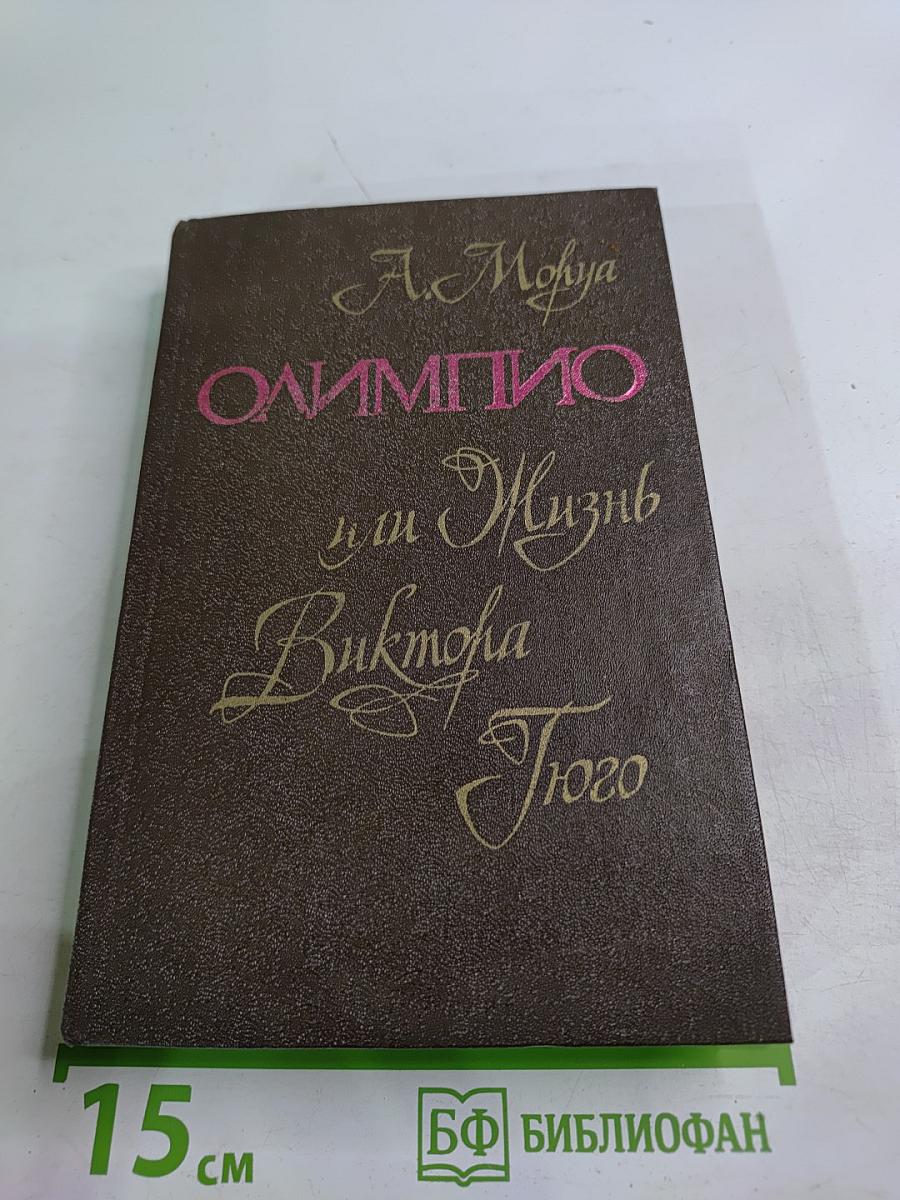 А. Моруа
ОЛИМПИО
или Жизнь
Виктора
Гюго
15 см
БФ БИБЛИОФАН